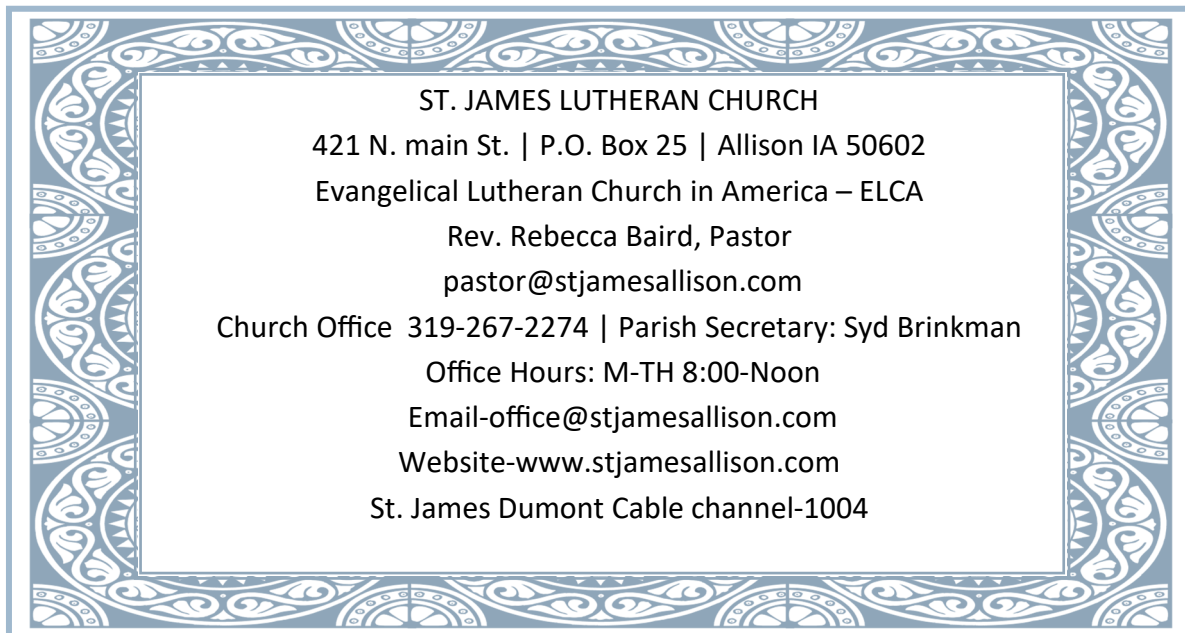 ST. JAMES LUTHERAN CHURCH
421 N. main St. | P.O. Box 25 | Allison IA 50602
Evangelical Lutheran Church in America – ELCA
Rev. Rebecca Baird, Pastor
pastor@stjamesallison.com
Church Office  319-267-2274 | Parish Secretary: Syd Brinkman
Office Hours: M-TH 8:00-Noon
Email-office@stjamesallison.com
Website-www.stjamesallison.com
St. James Dumont Cable channel-1004